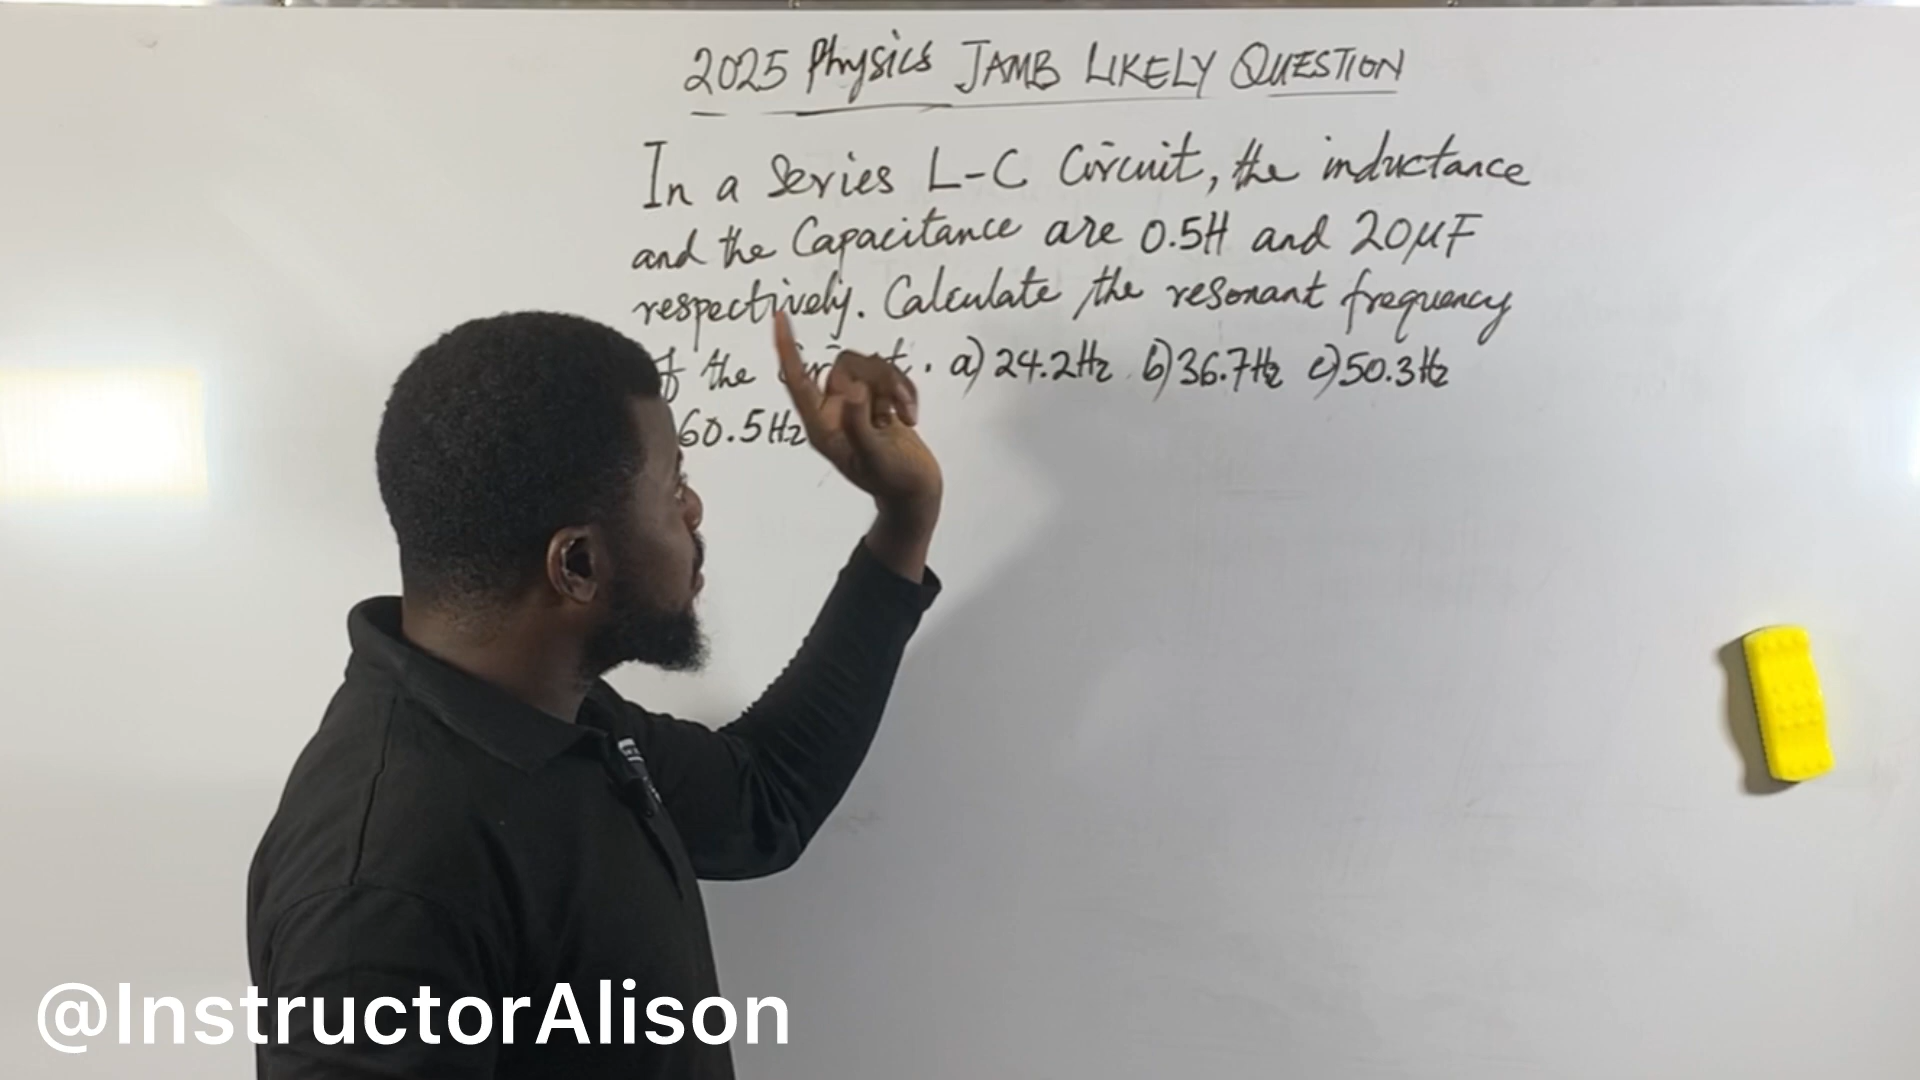 2025 Physics JAMB LIKELY QUESTION
In a series L-C Circuit, the inductance
and the Capacitance are 0.5H and 20μF
respectively. Calculate the resonant frequency
the . a) 24.2Hz b) 36.7Hz c) 50.3Hz
60.5Hz
@InstructorAlison